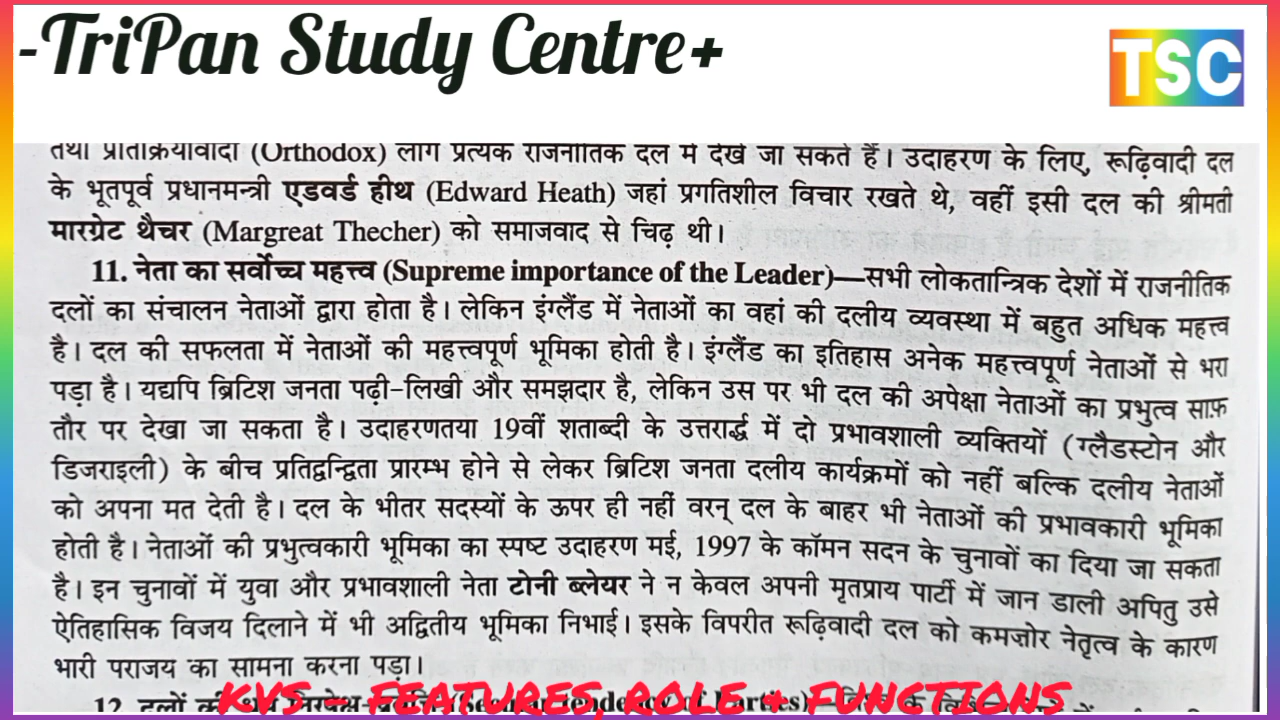 -TriPan Study Centre+
TSC
तथा प्रतिक्रियावादी (Orthodox) लोग प्रत्येक राजनीतिक दल में देखे जा सकते हैं। उदाहरण के लिए, रूढ़िवादी दल
के भूतपूर्व प्रधानमन्त्री एडवर्ड हीथ (Edward Heath) जहां प्रगतिशील विचार रखते थे, वहीं इसी दल की श्रीमती
मारग्रेट थैचर (Margreat Thecher) को समाजवाद से चिढ़ थी।
11. नेता का सर्वोच्च महत्त्व (Supreme importance of the Leader)—सभी लोकतान्त्रिक देशों में राजनीतिक
दलों का संचालन नेताओं द्वारा होता है। लेकिन इंग्लैंड में नेताओं का वहां की दलीय व्यवस्था में बहुत अधिक महत्त्व
है। दल की सफलता में नेताओं की महत्त्वपूर्ण भूमिका होती है। इंग्लैंड का इतिहास अनेक महत्त्वपूर्ण नेताओं से भरा
पड़ा है। यद्यपि ब्रिटिश जनता पढ़ी-लिखी और समझदार है, लेकिन उस पर भी दल की अपेक्षा नेताओं का प्रभुत्व साफ़
तौर पर देखा जा सकता है। उदाहरणतया 19वीं शताब्दी के उत्तरार्द्ध में दो प्रभावशाली व्यक्तियों (ग्लैडस्टोन और
डिजराइली) के बीच प्रतिद्वन्द्विता प्रारम्भ होने से लेकर ब्रिटिश जनता दलीय कार्यक्रमों को नहीं बल्कि दलीय नेताओं
को अपना मत देती है। दल के भीतर सदस्यों के ऊपर ही नहीं वरन् दल के बाहर भी नेताओं की प्रभावकारी भूमिका
होती है। नेताओं की प्रभुत्वकारी भूमिका का स्पष्ट उदाहरण मई, 1997 के कॉमन सदन के चुनावों का दिया जा सकता
है। इन चुनावों में युवा और प्रभावशाली नेता टोनी ब्लेयर ने न केवल अपनी मृतप्राय पार्टी में जान डाली अपितु उसे
ऐतिहासिक विजय दिलाने में भी अद्वितीय भूमिका निभाई। इसके विपरीत रूढ़िवादी दल को कमज़ोर नेतृत्व के कारण
भारी पराजय का सामना करना पड़ा।
12. दलों की
KVS - FEATURES, ROLE & FUNCTIONS